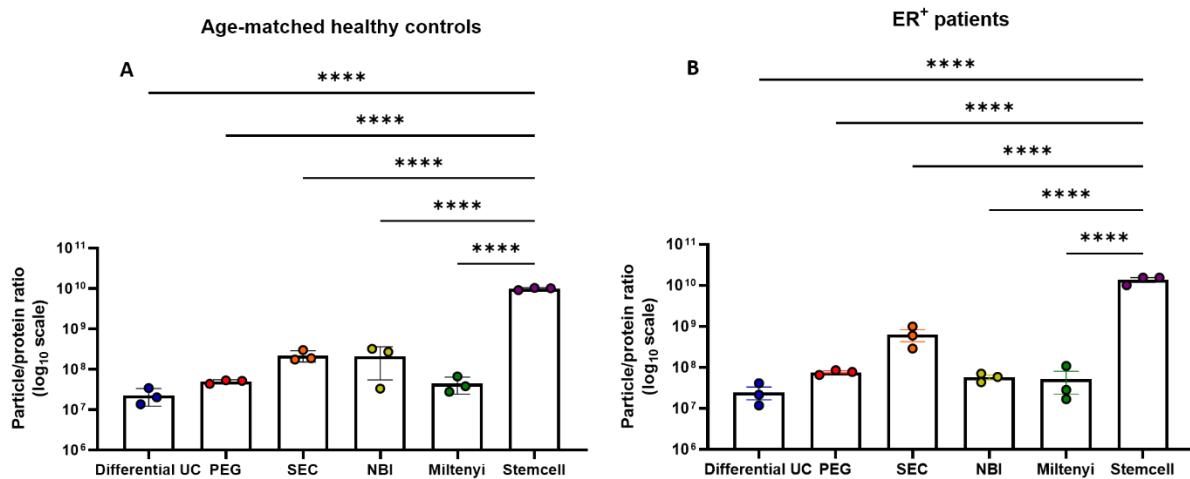 Age-matched healthy controls
A
****
****
****
****
****
Particle/protein ratio
(log₁₀ scale)
10¹¹
10¹⁰
10⁹
10⁸
10⁷
10⁶
Differential UC PEG SEC NBI Miltenyi Stemcell
ER⁺ patients
B
****
****
****
****
****
Particle/protein ratio
(log₁₀ scale)
10¹¹
10¹⁰
10⁹
10⁸
10⁷
10⁶
Differential UC PEG SEC NBI Miltenyi Stemcell